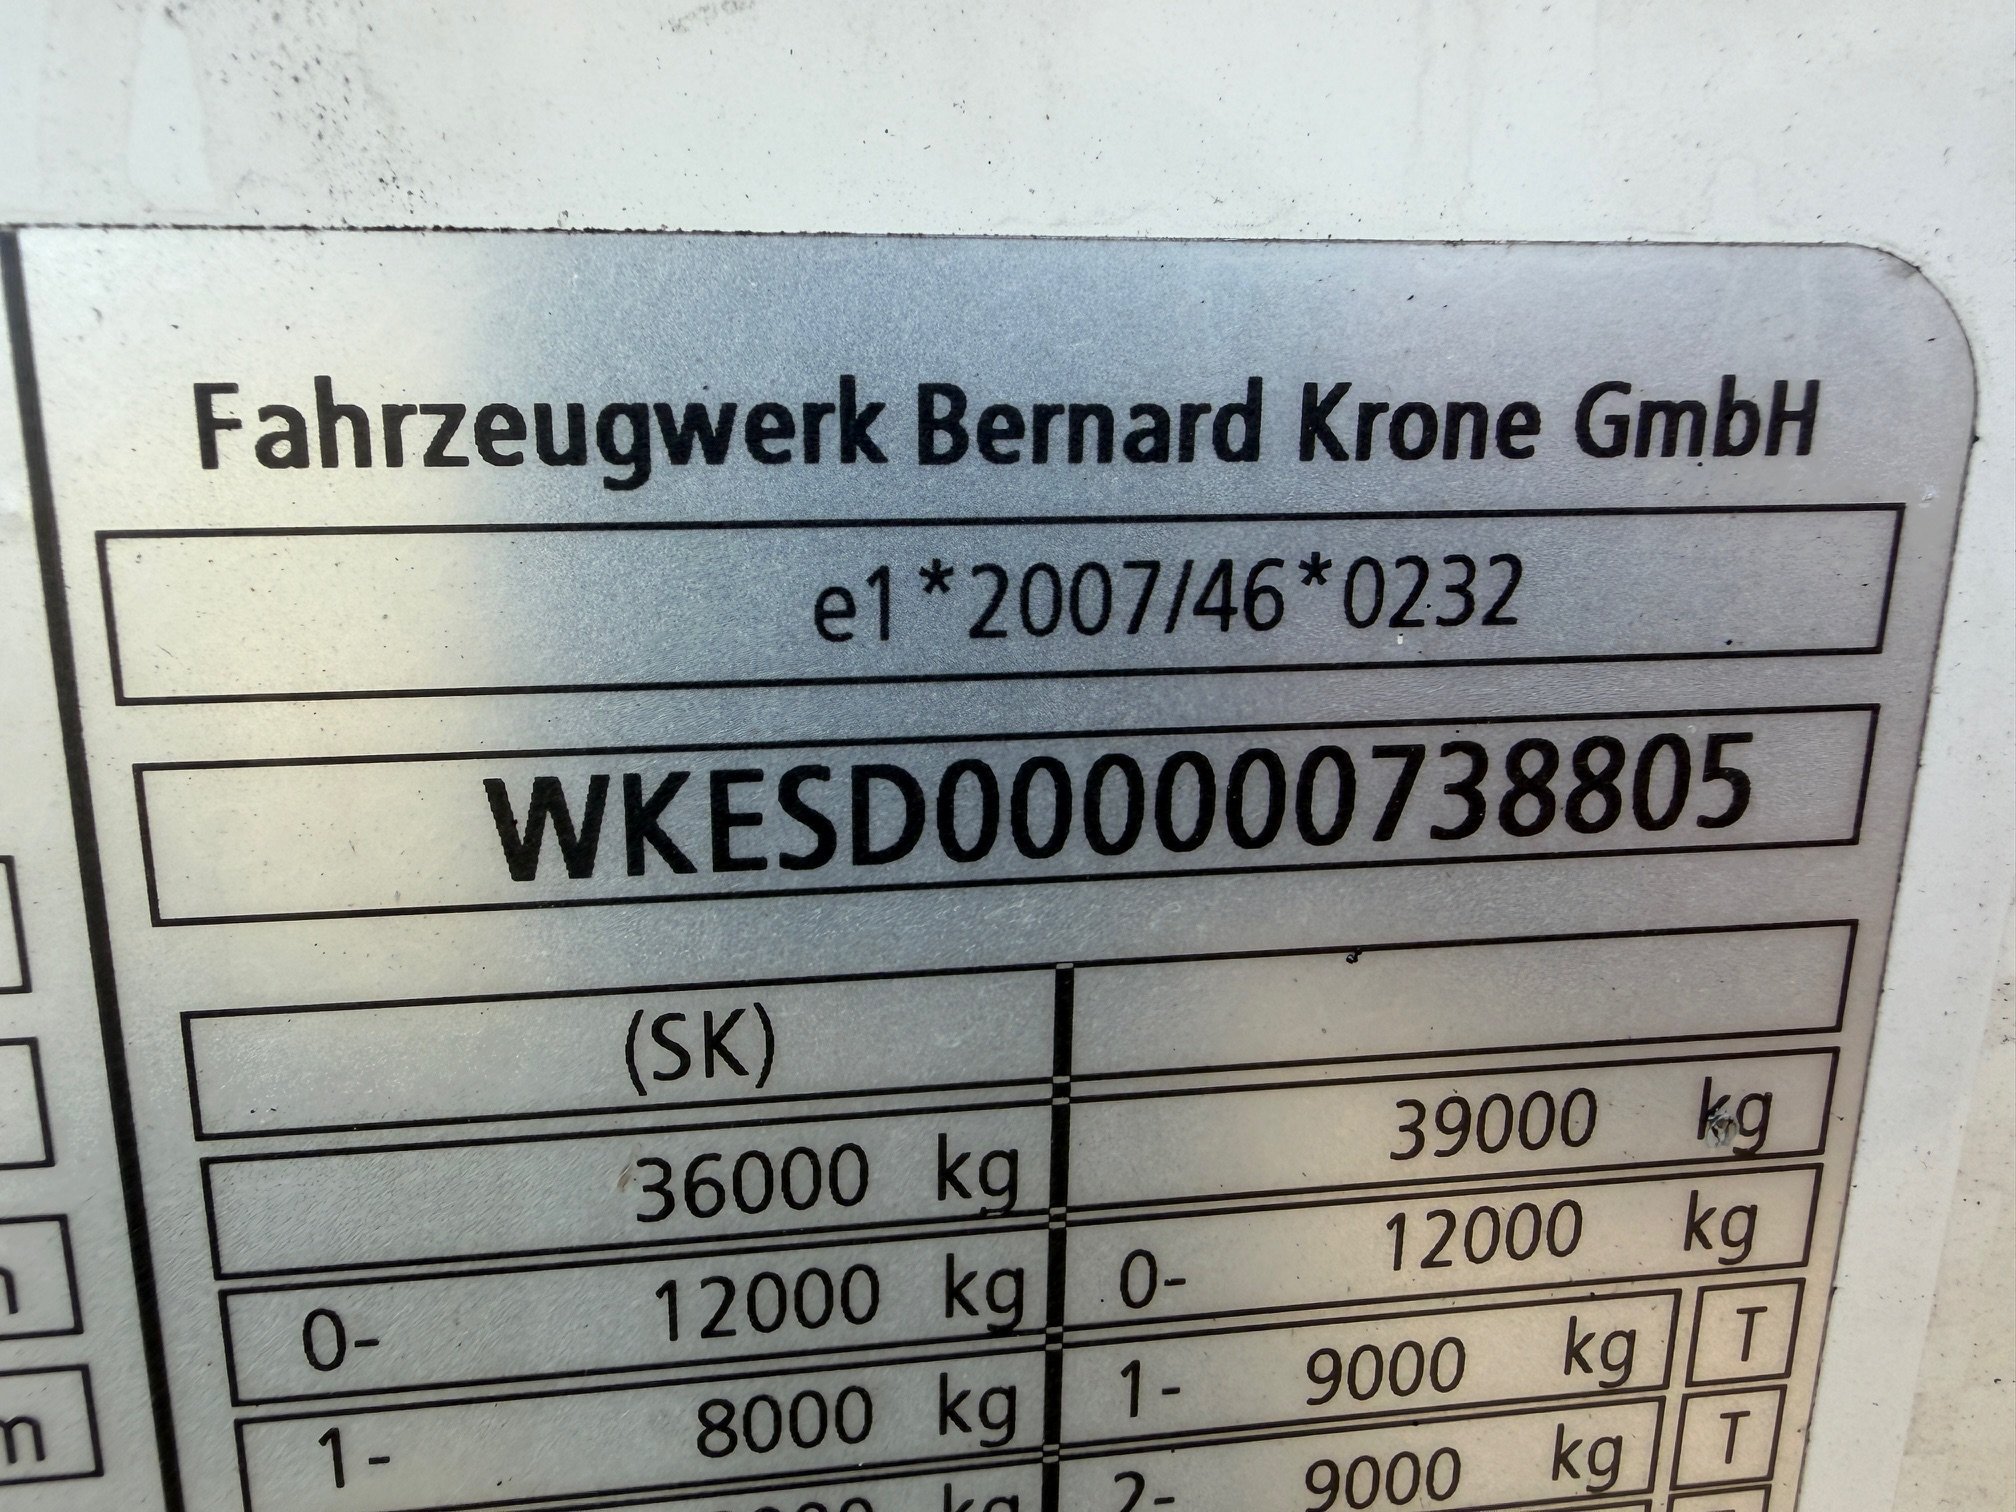 Fahrzeugwerk Bernard Krone GmbH
e1*2007/46*0232
WKESD000000738805
(SK)
36000 kg 39000 kg
0- 12000 kg 0- 12000 kg
1- 8000 kg 1- 9000 kg T
2- 9000 kg T
kg
m